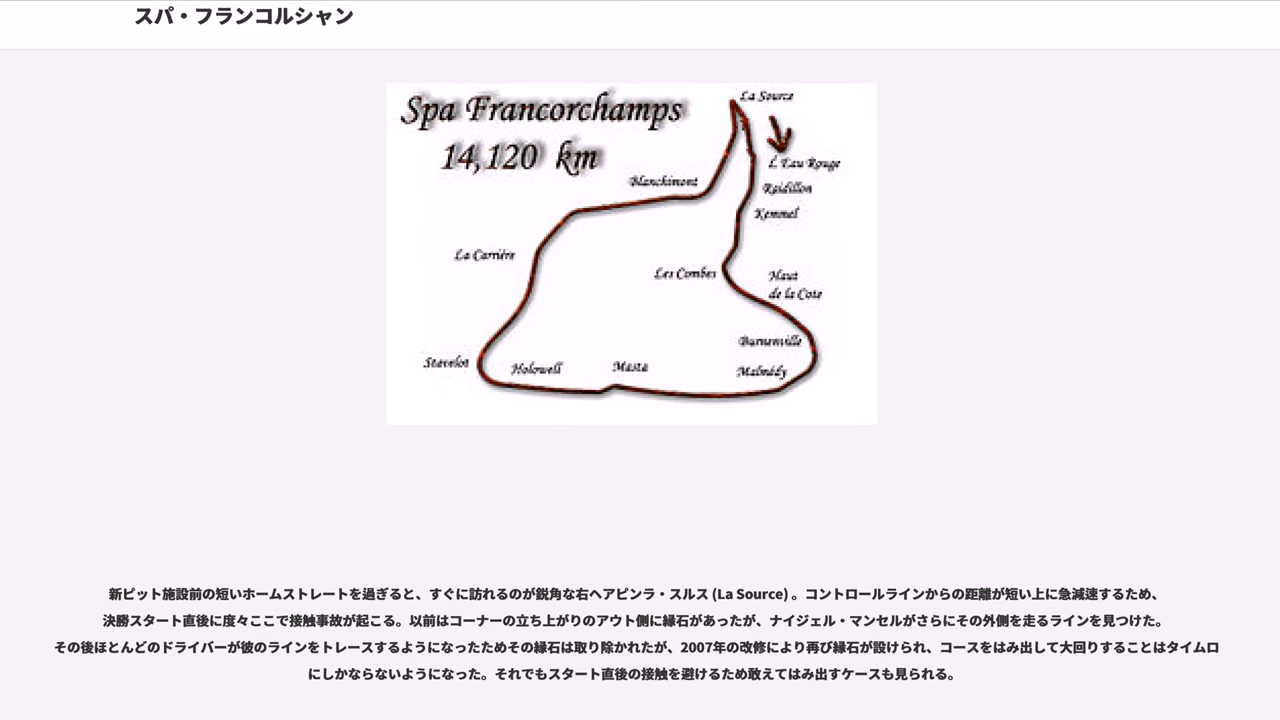 スパ・フランコルシャン
Spa Francorchamps
14,120 km
La Source
L' Eau Rouge
Raidillon
Kemmel
Blanchimont
La Carrière
Les Combes
Haut
de la Cote
Burnenville
Malmédy
Stavelot
Holowell
Masta
新ピット施設前の短いホームストレートを過ぎると、すぐに訪れるのが鋭角な右ヘアピンラ・スルス (La Source) 。コントロールラインからの距離が短い上に急減速するため、
決勝スタート直後に度々ここで接触事故が起こる。以前はコーナーの立ち上がりのアウト側に縁石があったが、ナイジェル・マンセルがさらにその外側を走るラインを見つけた。
その後ほとんどのドライバーが彼のラインをトレースするようになったためその縁石は取り除かれたが、2007年の改修により再び縁石が設けられ、コースをはみ出して大回りすることはタイムロ
にしかならないようになった。それでもスタート直後の接触を避けるため敢えてはみ出すケースも見られる。